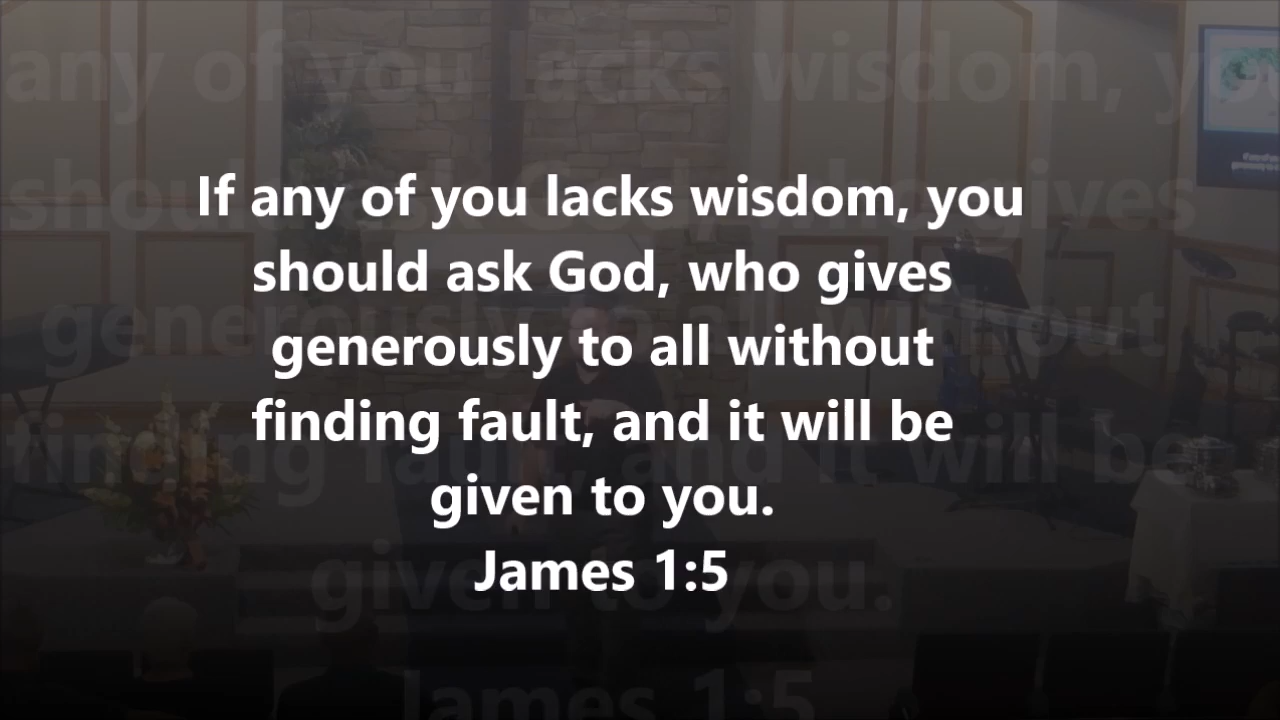 If any of you lacks wisdom, you
should ask God, who gives
generously to all without
finding fault, and it will be
given to you.
James 1:5